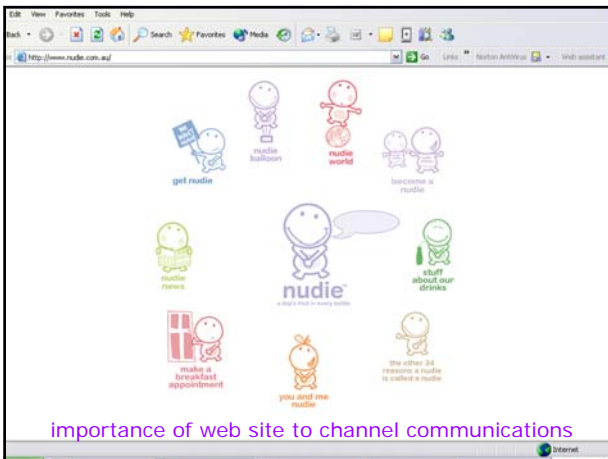 Edit View Favorites Tools Help
Back Search Favorites Media
http://www.nudie.com.au/ Go Links » Norton AntiVirus Web assistant
nudie
balloon
nudie
world
get nudie
become a
nudie
nudie
news
nudie™
a day's fruit in every bottle
stuff
about our
drinks
make a
breakfast
appointment
you and me
nudie
the other 34
reasons a nudie
is called a nudie
importance of web site to channel communications
Internet